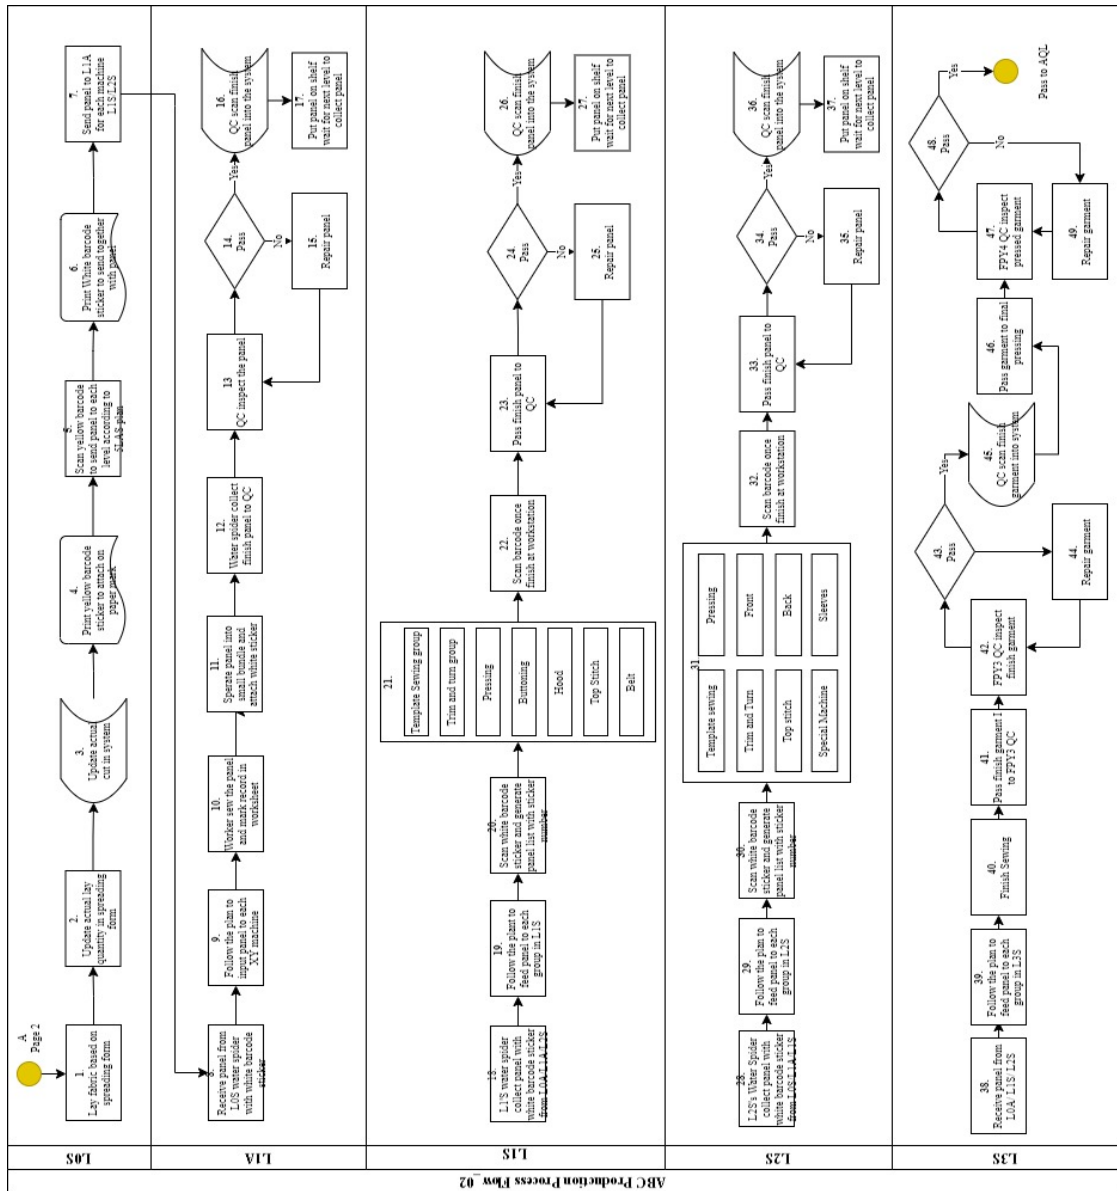 ABC Production Process Flow_02
L0S
A
Page 2
1.
Lay fabric based on
spreading form
2.
Update actual lay
quantity in spreading
form
3.
Update actual
cut in system
4.
Print yellow barcode
sticker to attach on
paper mark
5.
Scan yellow barcode
to send panel to each
level according to
5LAS plan
6.
Print White barcode
sticker to send together
with panel
7.
Send panel to L1A
for each machine
L1S/L2S
L1A
8.
Receive panel from
L0S water spider
with white barcode
sticker
9.
Follow the plan to
input panel to each
XY machine
10.
Worker sew the panel
and mark record in
worksheet
11.
Sperate panel into
small bundle and
attach white sticker
12.
Water spider collect
finish panel to QC
13
QC inspect the panel
14.
Pass
Yes
No
15.
Repair panel
16.
QC scan finish
panel into the system
17.
Put panel on shelf
wait for next level to
collect panel
L1S
18.
L1'S water spider
collect panel with
white barcode sticker
from L0A/L1A/L2S
19.
Follow the plant to
feed panel to each
group in L1S
20.
Scan white barcode
sticker and generate
panel list with sticker
number
21.
Template Sewing group
Trim and turn group
Pressing
Buttoning
Hood
Top Stitch
Belt
22.
Scan barcode once
finish at workstation
23.
Pass finish panel to
QC
24.
Pass
Yes
No
25.
Repair panel
26.
QC scan finish
panel into the system
27.
Put panel on shelf
wait for next level to
collect panel
L2S
28.
L2S's Water Spider
collect panel with
white barcode sticker
from L0S/L1A/L1S
29.
Follow the plan to
feed panel to each
group in L2S
30.
Scan white barcode
sticker and generate
panel list with sticker
number
31
Template sewing
Trim and Turn
Top stitch
Special Machine
Pressing
Front
Back
Sleeves
32.
Scan barcode once
finish at workstation
33.
Pass finish panel to
QC
34.
Pass
Yes
No
35.
Repair panel
36.
QC scan finish
panel into the system
37.
Put panel on shelf
wait for next level to
collect panel
L3S
38.
Receive panel from
L0A/ L1S/ L2S
39.
Follow the plan to
feed panel to each
group in L3S
40.
Finish Sewing
41.
Pass finish garment I
to FPY3 QC
42.
FPY3 QC inspect
finish garment
43.
Pass
Yes
44.
Repair garment
45.
QC scan finish
garment into system
46.
Pass garment to final
pressing
47.
FPY4 QC inspect
pressed garment
48.
Pass
Yes
No
49.
Repair garment
Pass to AQL